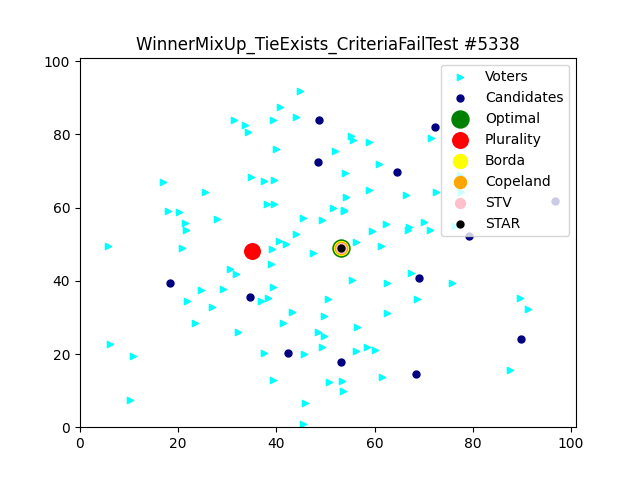 WinnerMixUp_TieExists_CriteriaFailTest #5338
100
80
60
40
20
0
0
20
40
60
80
100
Voters
Candidates
Optimal
Plurality
Borda
Copeland
STV
STAR